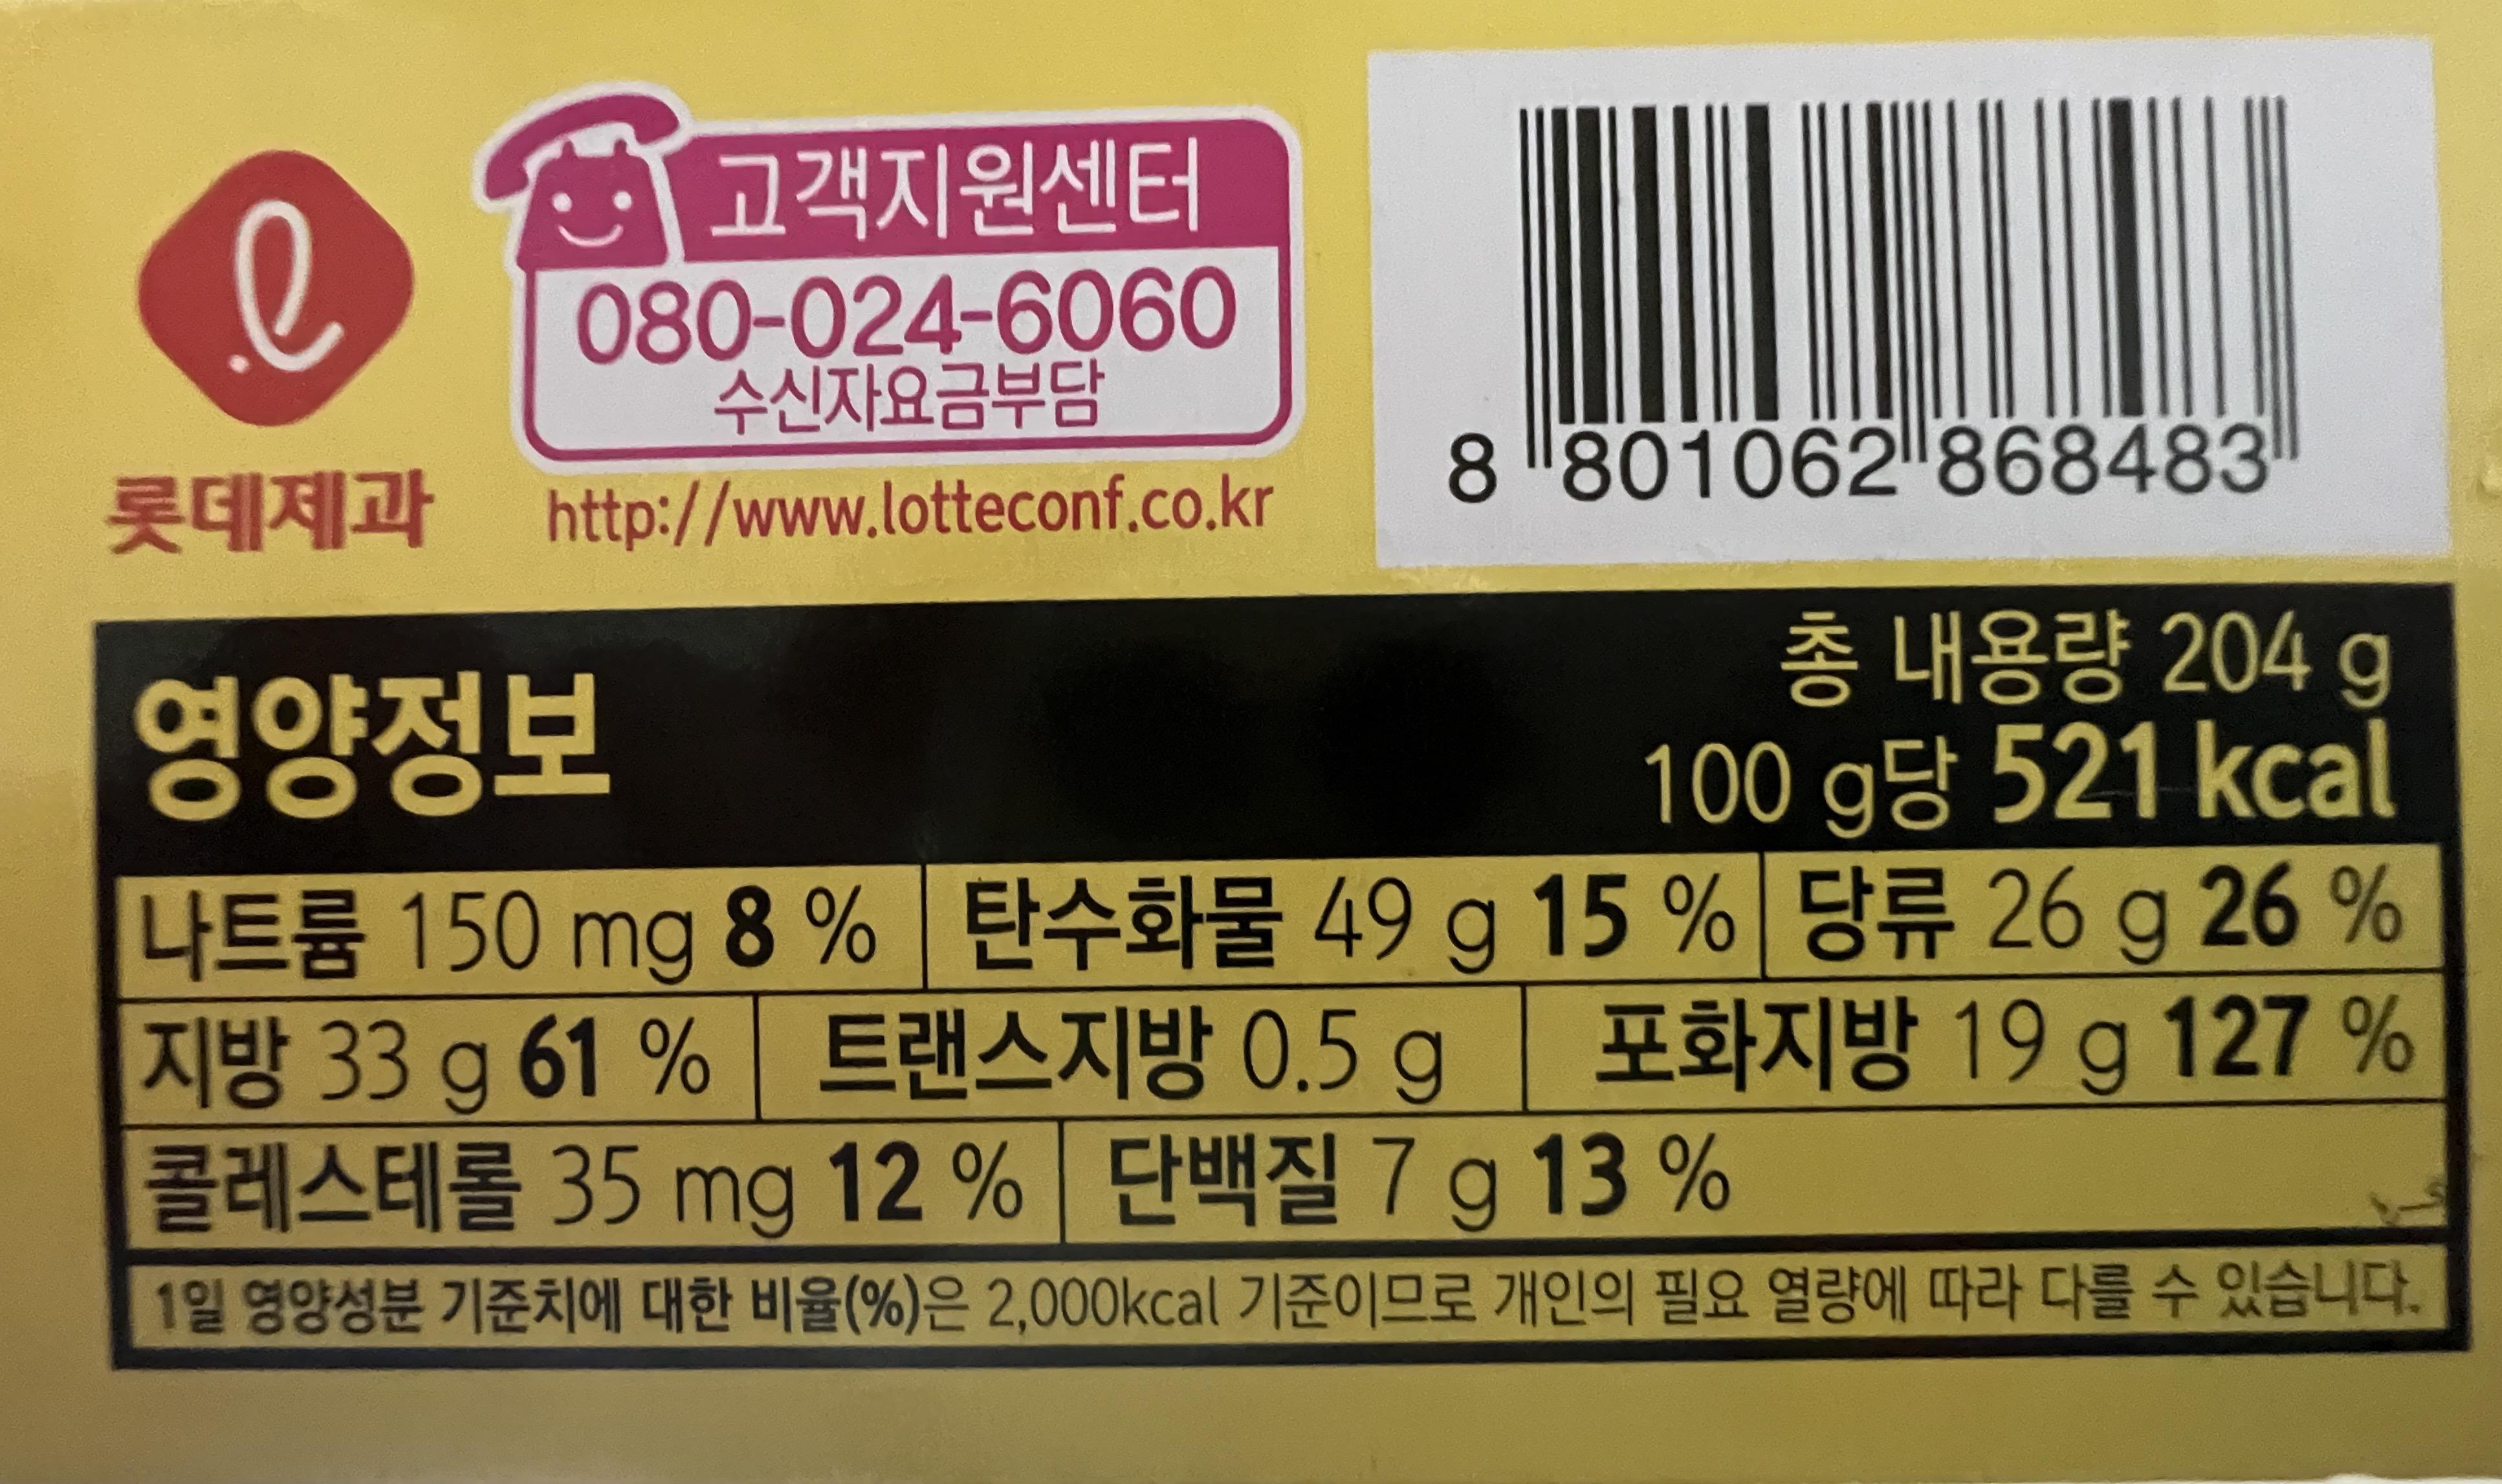 고객지원센터
080-024-6060
수신자요금부담
롯데제과
http://www.lotteconf.co.kr
8 801062 868483
영양정보
총 내용량 204 g
100 g당 521 kcal
나트륨 150 mg 8 % 탄수화물 49 g 15 % 당류 26 g 26 %
지방 33 g 61 % 트랜스지방 0.5 g 포화지방 19 g 127 %
콜레스테롤 35 mg 12 % 단백질 7 g 13 %
1일 영양성분 기준치에 대한 비율(%)은 2,000kcal 기준이므로 개인의 필요 열량에 따라 다를 수 있습니다.